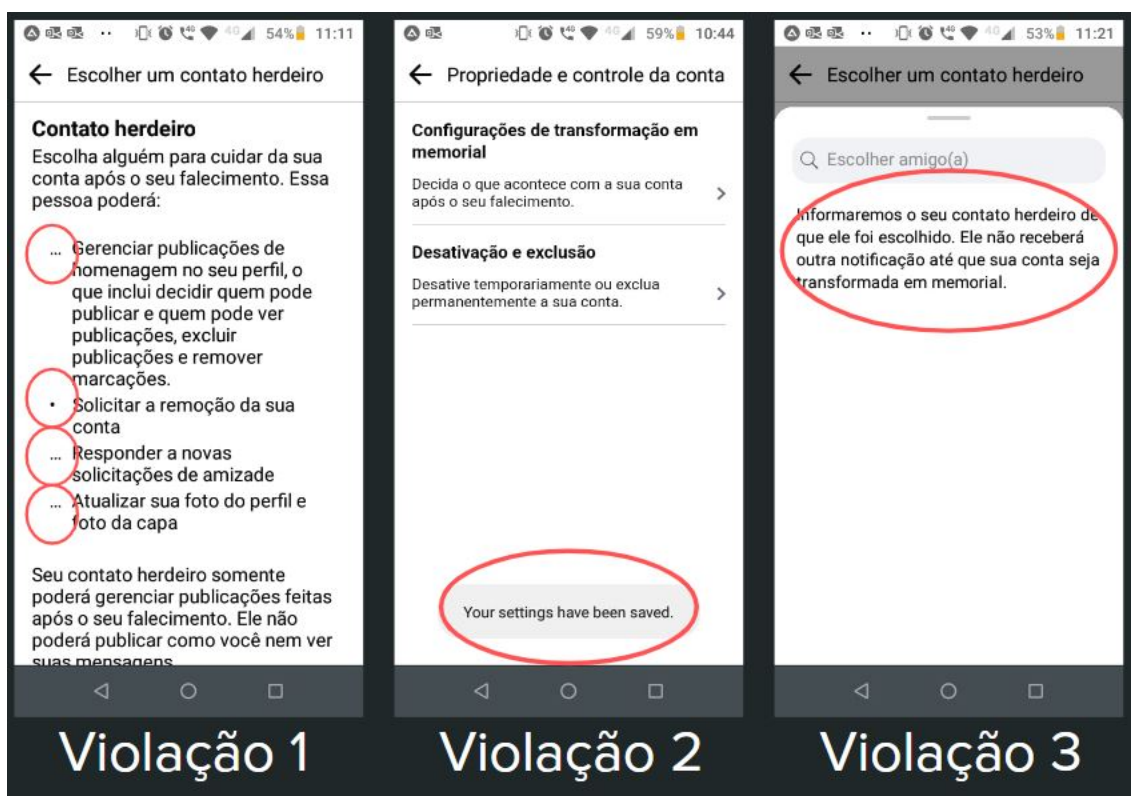 54% 11:11
Escolher um contato herdeiro
Contato herdeiro
Escolha alguém para cuidar da sua
conta após o seu falecimento. Essa
pessoa poderá:
... Gerenciar publicações de
homenagem no seu perfil, o
que inclui decidir quem pode
publicar e quem pode ver
publicações, excluir
publicações e remover
marcações.
• Solicitar a remoção da sua
conta
... Responder a novas
solicitações de amizade
... Atualizar sua foto do perfil e
foto da capa
Seu contato herdeiro somente
poderá gerenciar publicações feitas
após o seu falecimento. Ele não
poderá publicar como você nem ver
suas mensagens
Violação 1
4G 59% 10:44
Propriedade e controle da conta
Configurações de transformação em
memorial
Decida o que acontece com a sua conta
após o seu falecimento.
Desativação e exclusão
Desative temporariamente ou exclua
permanentemente a sua conta.
Your settings have been saved.
Violação 2
4G 53% 11:21
Escolher um contato herdeiro
Escolher amigo(a)
Informaremos o seu contato herdeiro de
que ele foi escolhido. Ele não receberá
outra notificação até que sua conta seja
transformada em memorial.
Violação 3